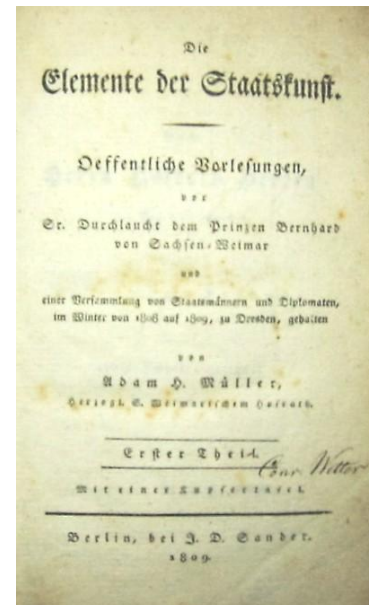 Die
Elemente der Staatskunst.
Oeffentliche Vorlesungen,
vor
Sr. Durchlaucht dem Prinzen Bernhard
von Sachsen-Weimar
und
einer Versammlung von Staatsmännern und Diplomaten,
im Winter von 1808 auf 1809, zu Dresden, gehalten
von
Adam H. Müller,
Herzogl. S. Weimarischem Hofrath.
Erster Theil.
Mit einer Kupfertafel.
Berlin, bei J. D. Sander.
1809.